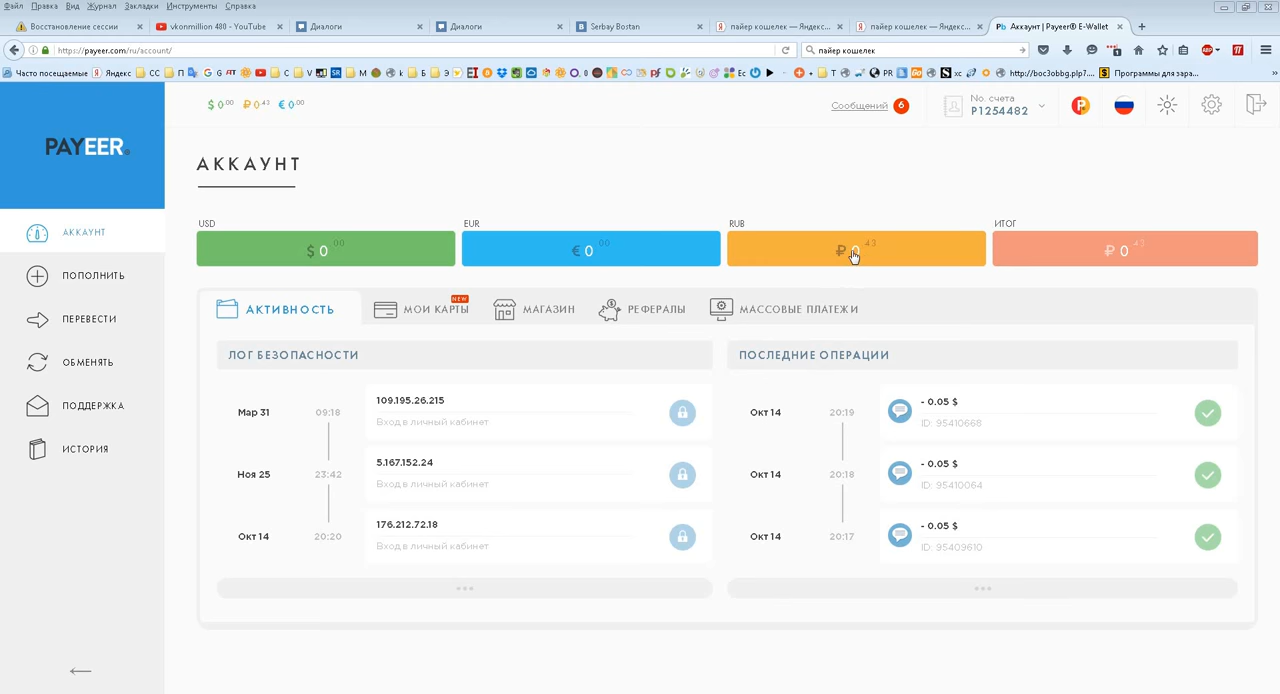 Файл Правка Вид Журнал Закладки Инструменты Справка
Восстановление сессии
vkonmillion 480 - YouTube
Диалоги
Диалоги
Serbay Bostan
пайер кошелек — Яндекс...
пайер кошелек — Яндекс...
Аккаунт | Payeer® E-Wallet
https://payeer.com/ru/account/
пайер кошелек
Часто посещаемые Яндекс
http://boc3obbg.plp7....
Программы для зара...
$ 0.00 ₽ 0.43 € 0.00
Сообщений 6
No. счета
P1254482
PAYEER
АККАУНТ
АККАУНТ
ПОПОЛНИТЬ
ПЕРЕВЕСТИ
ОБМЕНЯТЬ
ПОДДЕРЖКА
ИСТОРИЯ
USD EUR RUB ИТОГ
$ 0 00 € 0 00 ₽ 0 43 ₽ 0 43
АКТИВНОСТЬ МОИ КАРТЫ NEW МАГАЗИН РЕФЕРАЛЫ МАССОВЫЕ ПЛАТЕЖИ
ЛОГ БЕЗОПАСНОСТИ
Мар 31 09:18 109.195.26.215
Вход в личный кабинет
Ноя 25 23:42 5.167.152.24
Вход в личный кабинет
Окт 14 20:20 176.212.72.18
Вход в личный кабинет
ПОСЛЕДНИЕ ОПЕРАЦИИ
Окт 14 20:19 - 0.05 $
ID: 95410668
Окт 14 20:18 - 0.05 $
ID: 95410064
Окт 14 20:17 - 0.05 $
ID: 95409610